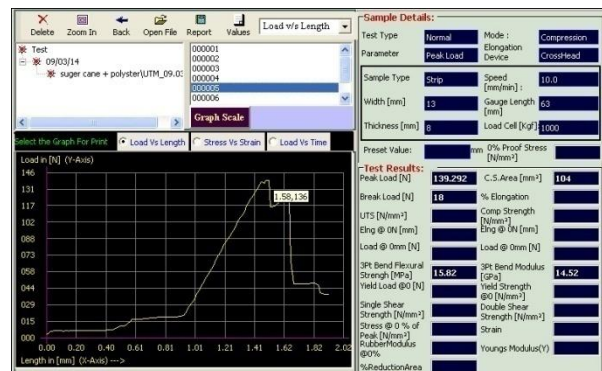 Delete Zoom In Back Open File Report Values Load v/s Length
Test
09/03/14
suger cane + polyster\UTM_09.03
000001
000002
000003
000004
000005
000006
Graph Scale
Select the Graph For Print Load Vs Length Stress Vs Strain Load Vs Time
Load in [N] (Y-Axis)
146
131
117
102
088
073
058
044
029
015
000
1.58,136
0.00 0.20 0.40 0.61 0.81 1.01 1.21 1.41 1.62 1.82 2.02
Length in [mm] (X-Axis) --->
Sample Details:
Test Type Normal Mode : Compression
Parameter Peak Load Elongation Device CrossHead
Sample Type Strip Speed [mm/min] : 10.0
Width [mm] 13 Gauge Length [mm] 63
Thickness [mm] 8 Load Cell [Kgf]: 1000
Preset Value: mm 0% Proof Stress [N/mm²]
Test Results:
Peak Load [N] 139.292 C.S.Area [mm²] 104
Break Load [N] 18 % Elongation
UTS [N/mm²] Comp Strength [N/mm²]
Elng @ 0N [mm] Elng @ 0N [mm]
Load @ 0mm [N] Load @ 0mm [N]
3Pt Bend Flexural Strengh [MPa] 15.82 3Pt Bend Modulus [GPa] 14.52
Yield Load @0 [N] Yield Strength @0 [N/mm²]
Single Shear Strength [N/mm²] Double Shear Strength [N/mm²]
Stress @ 0 % of Peak [N/mm²] Strain
RubberModulus @0% Youngs Modulus(Y)
%ReductionArea